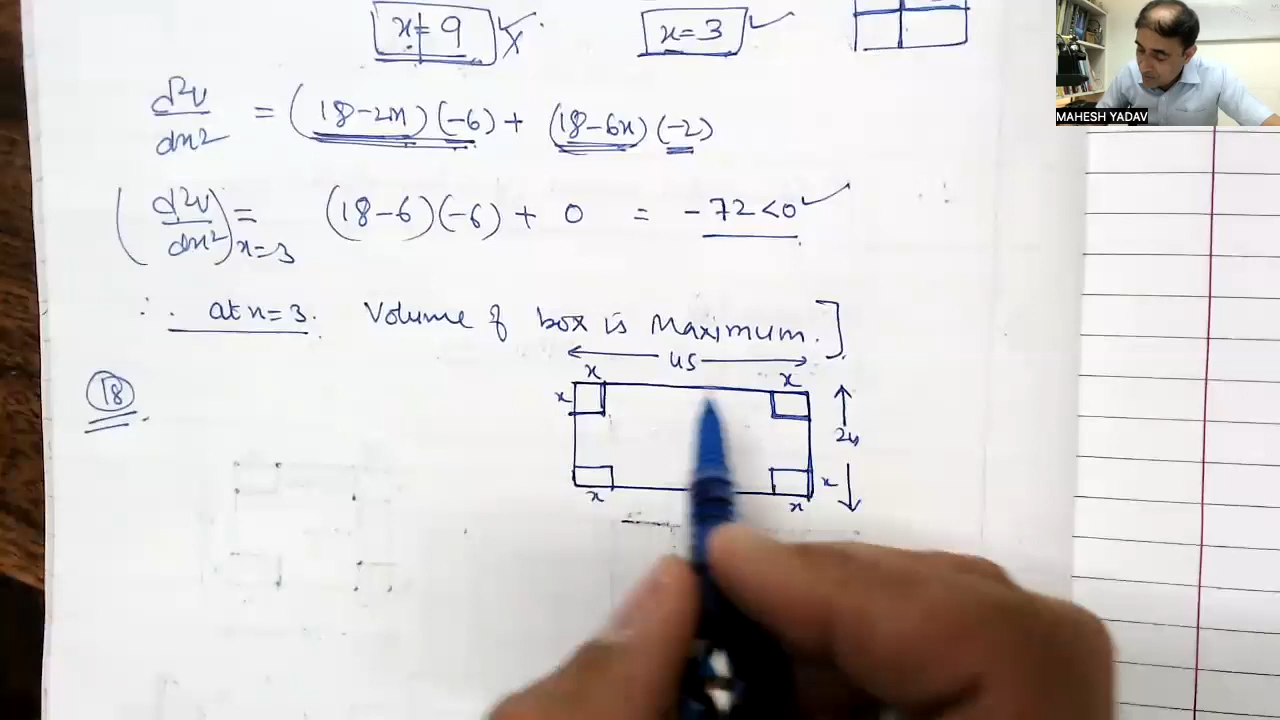 x = 9 x = 3
MAHESH YADAV
d²v/dx² = (18-2x)(-6) + (18-6x)(-2)
(d²v/dx²)x=3 = (18-6)(-6) + 0 = -72<0
∴ at x=3. Volume of box is Maximum.]
45
x x
x
18.
24
x
x x